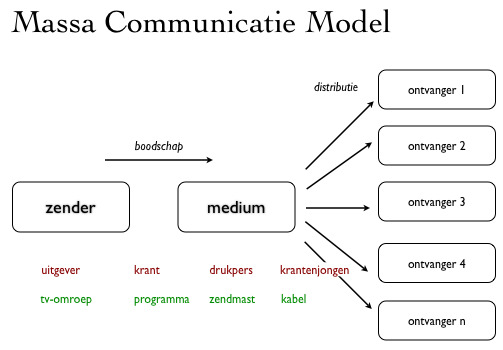 Massa Communicatie Model
distributie
ontvanger 1
boodschap
ontvanger 2
zender
medium
ontvanger 3
ontvanger 4
uitgever krant drukpers krantenjongen
tv-omroep programma zendmast kabel
ontvanger n